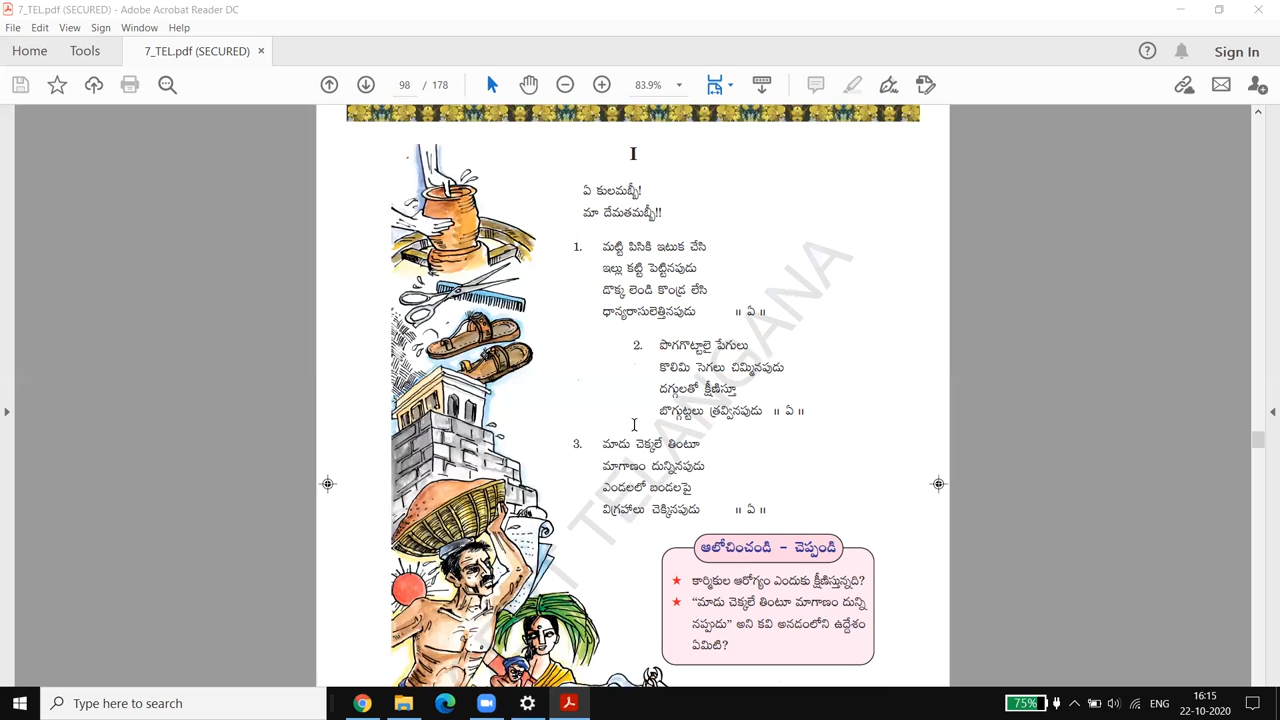 7_TEL.pdf (SECURED) - Adobe Acrobat Reader DC
File Edit View Sign Window Help
Home Tools 7_TEL.pdf (SECURED) × Sign In
98 / 178 83.9%
I
ఏ కులమబ్బీ!
మా దేమతమబ్బీ!!
1. మట్టి పిసికి ఇటుక చేసి
ఇల్లు కట్టి పెట్టినపుడు
దొక్క లెండి కొండ్ర లేసి
ధాన్యరాసులెత్తినపుడు ॥ ఏ ॥
2. పొగగొట్టాలై పేగులు
కొలిమి సెగలు చిమ్మినపుడు
దగ్గులతో క్షీణిస్తూ
బొగ్గుట్టలు త్రవ్వినపుడు ॥ ఏ ॥
3. మాడు చెక్కలే తింటూ
మాగాణం దున్నినపుడు
ఎండలలో బండలపై
విగ్రహాలు చెక్కినపుడు ॥ ఏ ॥
ఆలోచించండి - చెప్పండి
కార్మికుల ఆరోగ్యం ఎందుకు క్షీణిస్తున్నది?
"మాడు చెక్కలే తింటూ మాగాణం దున్ని
నప్పుడు" అని కవి అనడంలోని ఉద్దేశం
ఏమిటి?
TELANGANA
Type here to search
75% ENG 16:15
22-10-2020